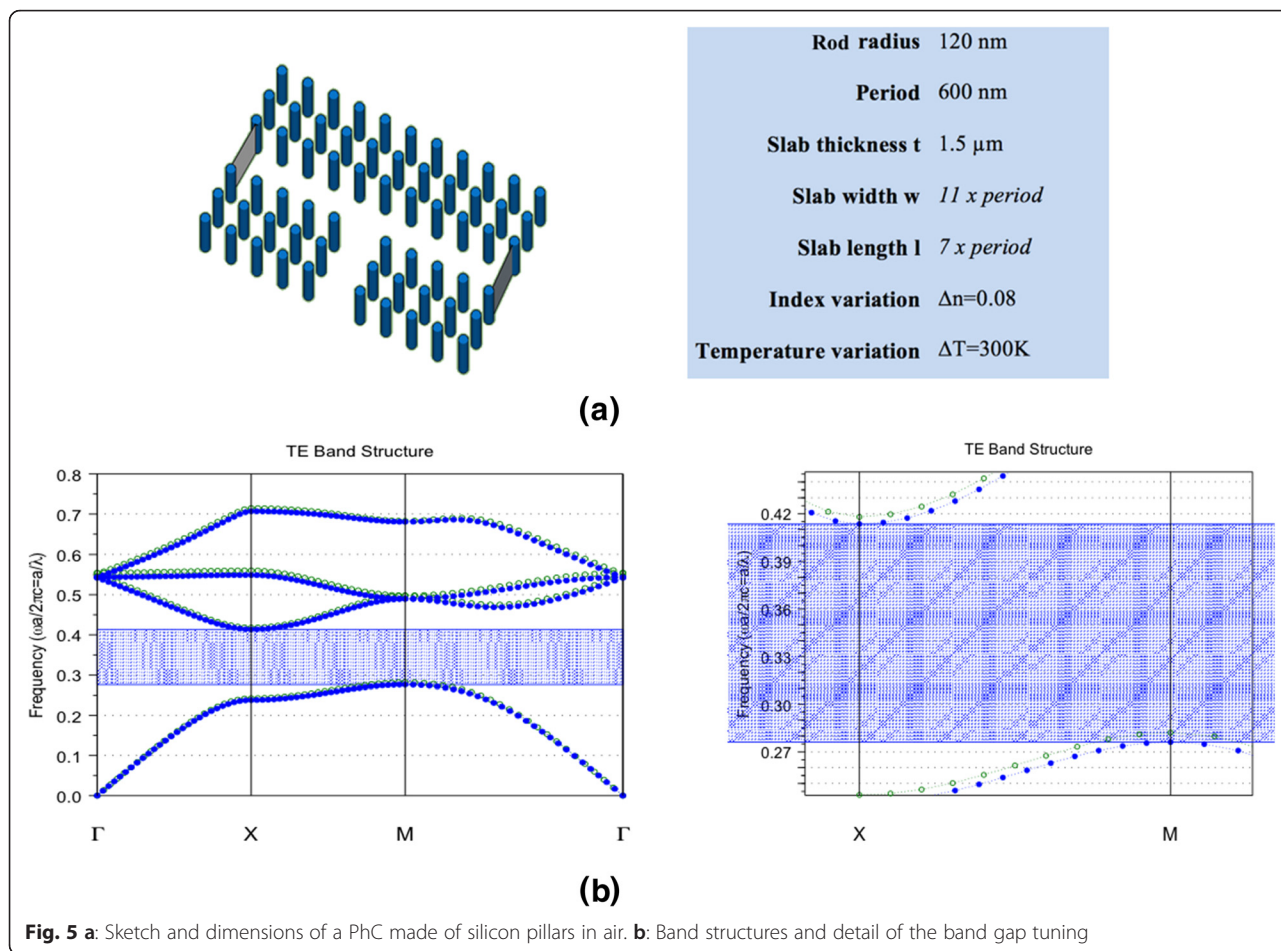 Rod radius 120 nm
Period 600 nm
Slab thickness t 1.5 µm
Slab width w 11 x period
Slab length l 7 x period
Index variation Δn=0.08
Temperature variation ΔT=300K
(a)
TE Band Structure
Frequency (ωa/2πc=a/λ)
0.8
0.7
0.6
0.5
0.4
0.3
0.2
0.1
0.0
Γ X M Γ
TE Band Structure
Frequency (ωa/2πc=a/λ)
0.42
0.39
0.36
0.33
0.30
0.27
X M
(b)
Fig. 5 a: Sketch and dimensions of a PhC made of silicon pillars in air. b: Band structures and detail of the band gap tuning